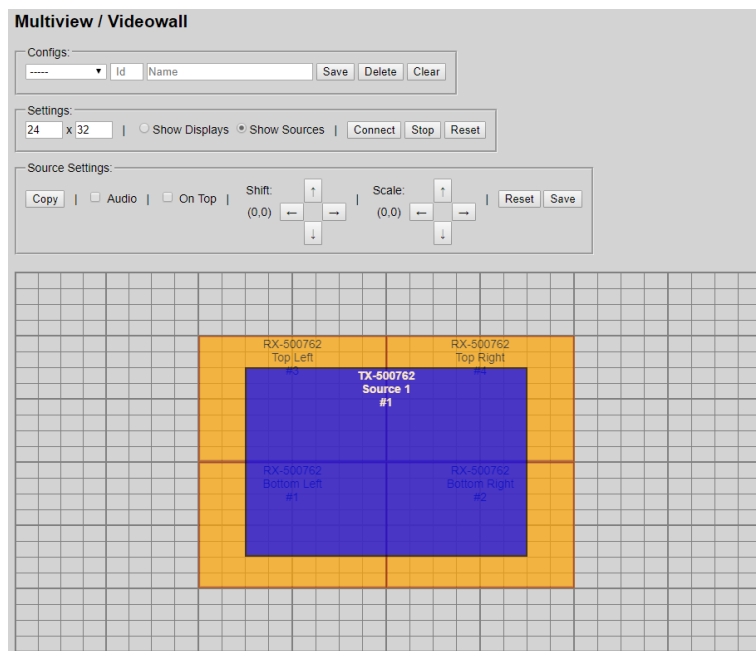 Multiview / Videowall
Configs:
----- Id Name Save Delete Clear
Settings:
24 x 32 | Show Displays Show Sources | Connect Stop Reset
Source Settings:
Copy | Audio | On Top | Shift: (0,0) ↑ ← → ↓ | Scale: (0,0) ↑ ← → ↓ | Reset Save
RX-500762
Top Left
#3
RX-500762
Top Right
#4
TX-500762
Source 1
#1
RX-500762
Bottom Left
#1
RX-500762
Bottom Right
#2